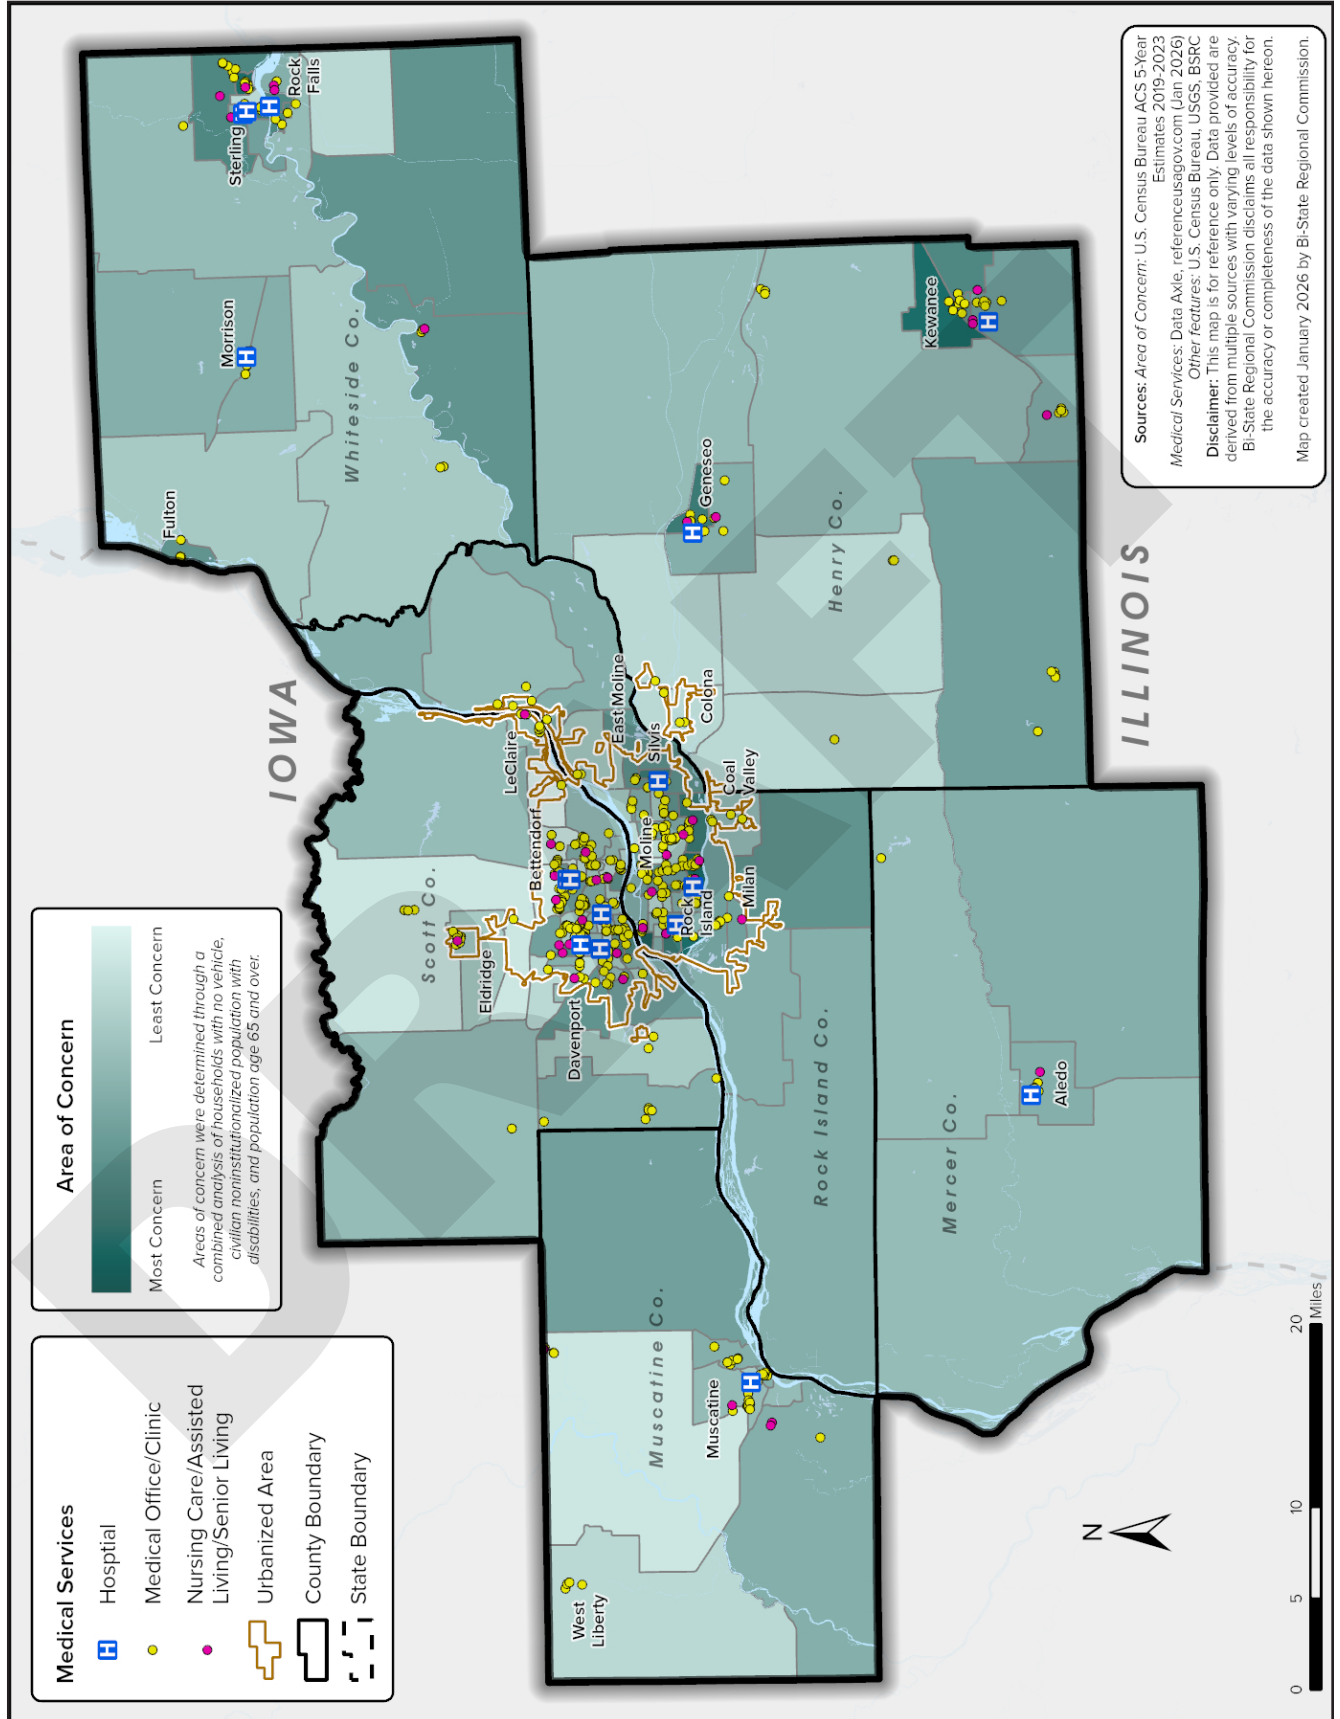 Medical Services
Hosptial
Medical Office/Clinic
Nursing Care/Assisted
Living/Senior Living
Urbanized Area
County Boundary
State Boundary
Area of Concern
Most Concern
Least Concern
Areas of concern were determined through a
combined analysis of households with no vehicle,
civilian noninstitutionalized population with
disabilities, and population age 65 and over.
IOWA
ILLINOIS
DRAFT
Scott Co.
Whiteside Co.
Muscatine Co.
Rock Island Co.
Henry Co.
Mercer Co.
Fulton
Morrison
Sterling
Rock
Falls
Eldridge
LeClaire
Bettendorf
Davenport
East Moline
Silvis
Moline
Rock
Island
Milan
Coal
Valley
Colona
Geneseo
Kewanee
West
Liberty
Muscatine
Aledo
N
0
5
10
20
Miles
Sources: Area of Concern: U.S. Census Bureau ACS 5-Year
Estimates 2019-2023
Medical Services: Data Axle, referenceusagov.com (Jan 2026)
Other features: U.S. Census Bureau, USGS, BSRC
Disclaimer: This map is for reference only. Data provided are
derived from multiple sources with varying levels of accuracy.
Bi-State Regional Commission disclaims all responsibility for
the accuracy or completeness of the data shown hereon.
Map created January 2026 by Bi-State Regional Commission.